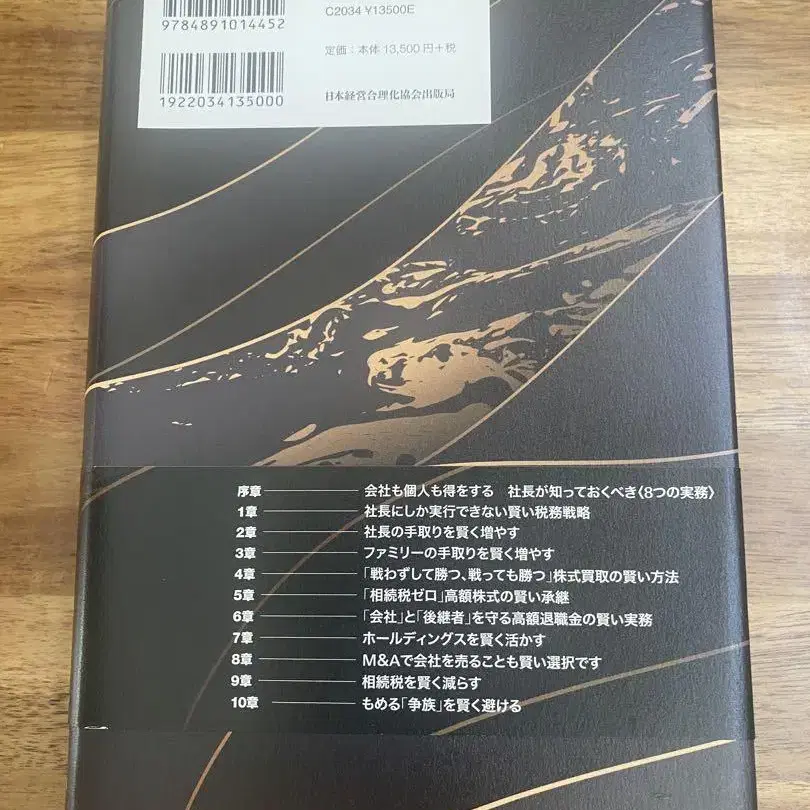 9784891014452
C2034 ¥13500E
定価：本体 13,500 円＋税
1922034135000
日本経営合理化協会出版局
序章 会社も個人も得をする 社長が知っておくべき〈8つの実務〉
1章 社長にしか実行できない賢い税務戦略
2章 社長の手取りを賢く増やす
3章 ファミリーの手取りを賢く増やす
4章 「戦わずして勝つ、戦っても勝つ」株式買取の賢い方法
5章 「相続税ゼロ」高額株式の賢い承継
6章 「会社」と「後継者」を守る高額退職金の賢い実務
7章 ホールディングスを賢く活かす
8章 M&Aで会社を売ることも賢い選択です
9章 相続税を賢く減らす
10章 もめる「争族」を賢く避ける